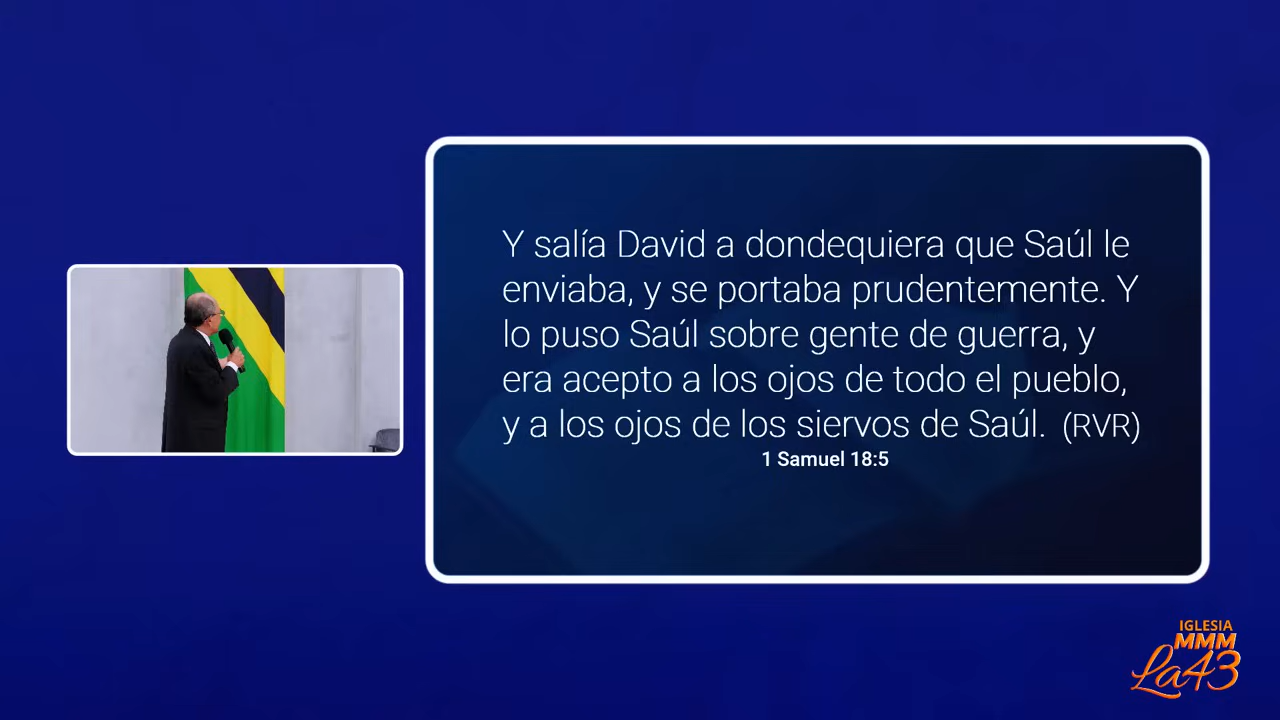 Y salía David a dondequiera que Saúl le
enviaba, y se portaba prudentemente. Y
lo puso Saúl sobre gente de guerra, y
era acepto a los ojos de todo el pueblo,
y a los ojos de los siervos de Saúl. (RVR)
1 Samuel 18:5
IGLESIA
MMM
La43